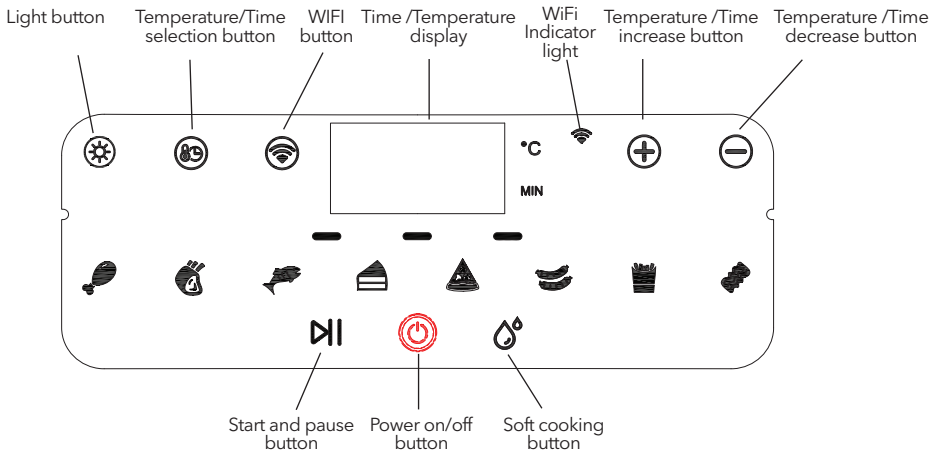 Light button
Temperature/Time
selection button
WIFI
button
Time /Temperature
display
WiFi
Indicator
light
Temperature /Time
increase button
Temperature /Time
decrease button
°C
MIN
Start and pause
button
Power on/off
button
Soft cooking
button